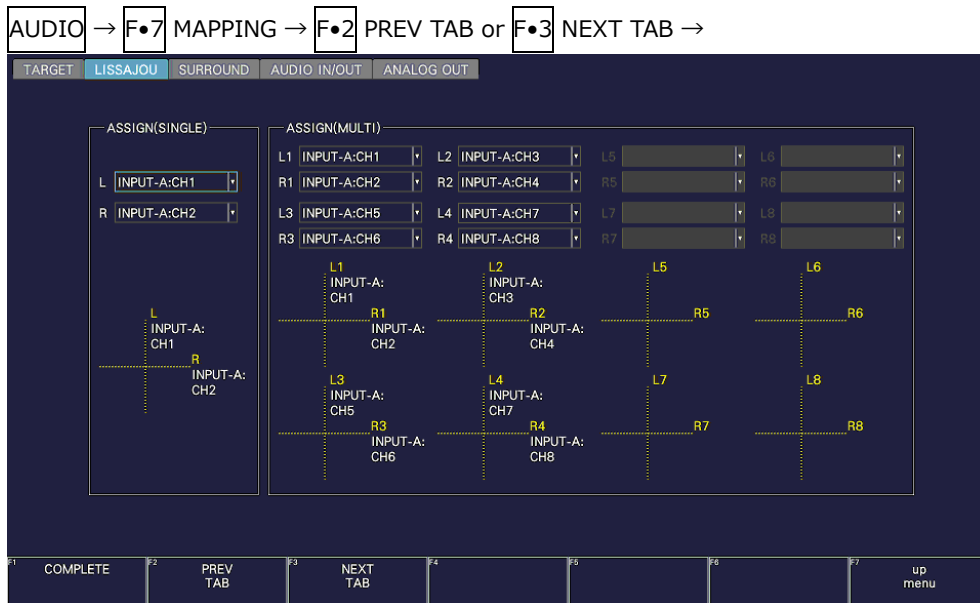 AUDIO → F•7 MAPPING → F•2 PREV TAB or F•3 NEXT TAB →
TARGET LISSAJOU SURROUND AUDIO IN/OUT ANALOG OUT
ASSIGN(SINGLE)
L INPUT-A:CH1
R INPUT-A:CH2
L
INPUT-A:
CH1
R
INPUT-A:
CH2
ASSIGN(MULTI)
L1 INPUT-A:CH1 L2 INPUT-A:CH3 L5 L6
R1 INPUT-A:CH2 R2 INPUT-A:CH4 R5 R6
L3 INPUT-A:CH5 L4 INPUT-A:CH7 L7 L8
R3 INPUT-A:CH6 R4 INPUT-A:CH8 R7 R8
L1 L2 L5 L6
INPUT-A: INPUT-A:
CH1 CH3
R1 R2 R5 R6
INPUT-A: INPUT-A:
CH2 CH4
L3 L4 L7 L8
INPUT-A: INPUT-A:
CH5 CH7
R3 R4 R7 R8
INPUT-A: INPUT-A:
CH6 CH8
F1 COMPLETE F2 PREV F3 NEXT F4 F5 F6 F7 up
TAB TAB menu